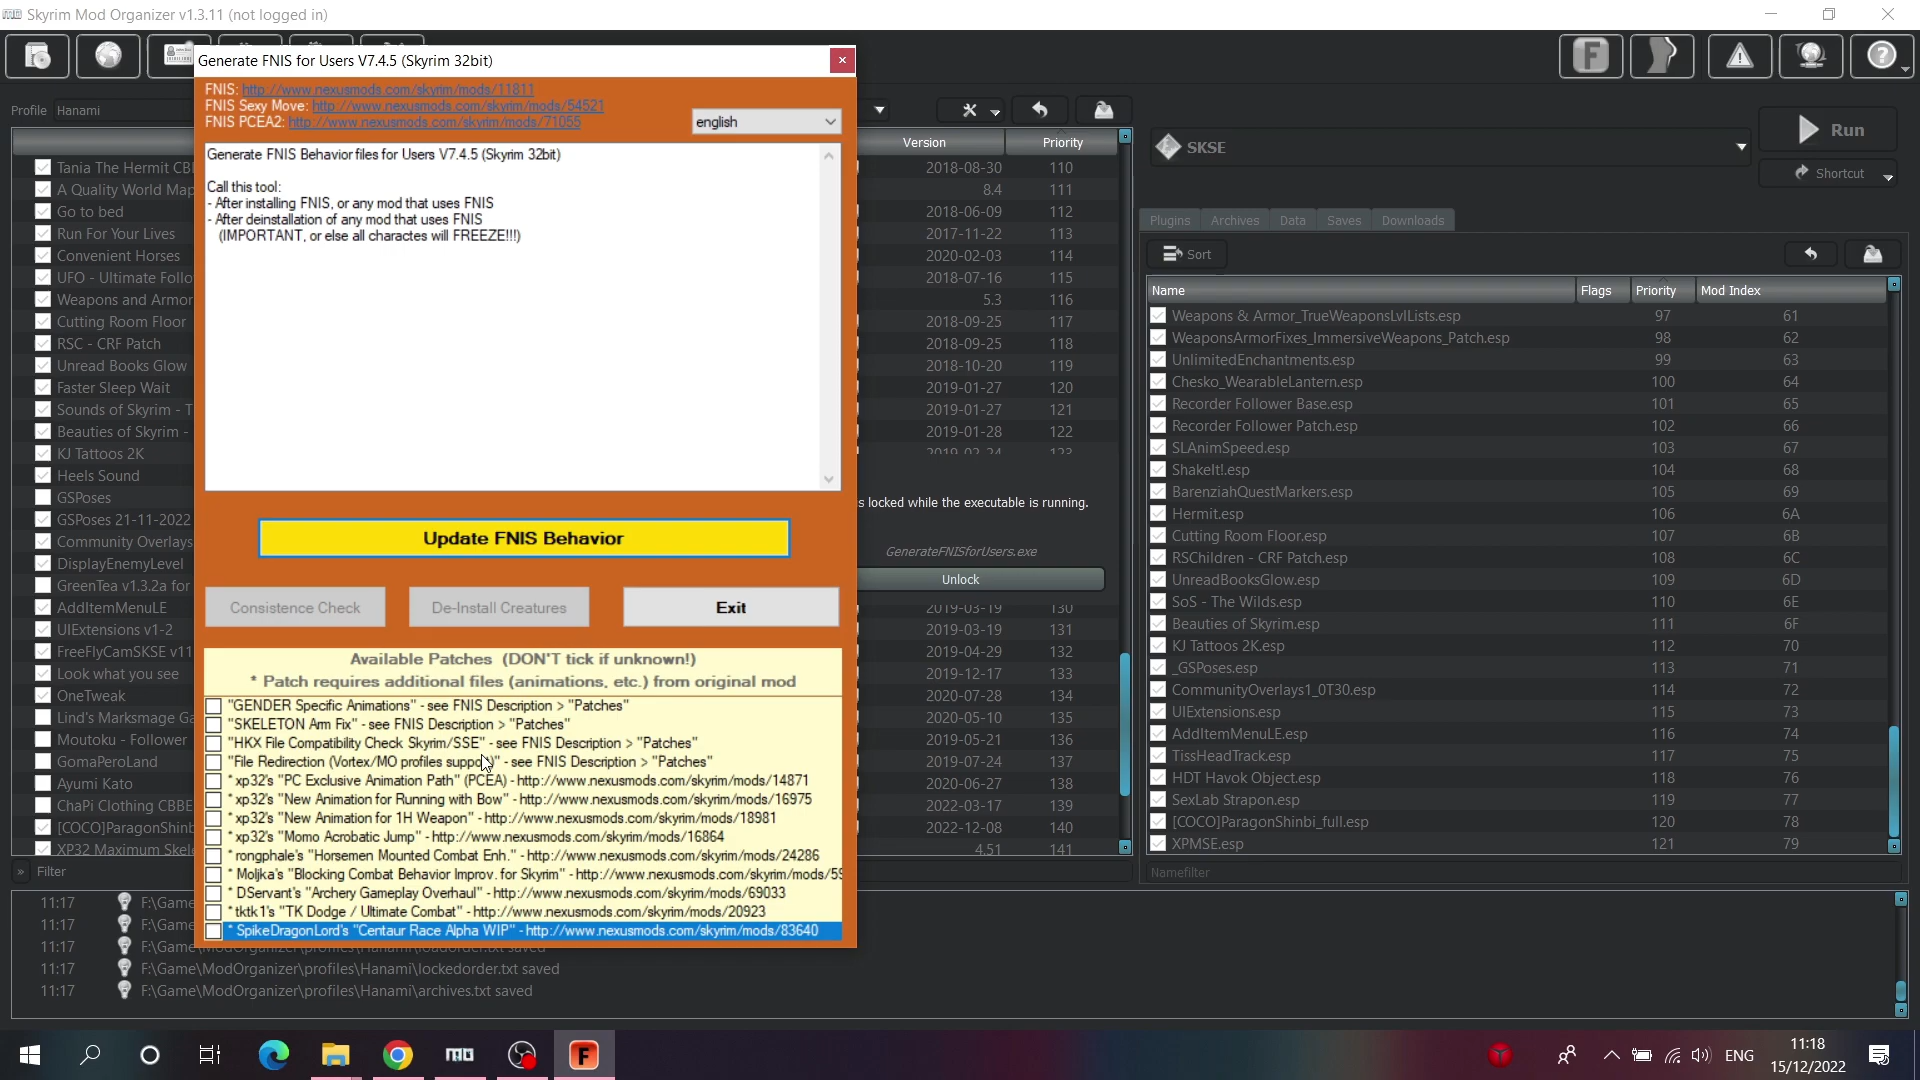 Skyrim Mod Organizer v1.3.11 (not logged in)
Generate FNIS for Users V7.4.5 (Skyrim 32bit)
FNIS: http://www.nexusmods.com/skyrim/mods/11811
FNIS Sexy Move: http://www.nexusmods.com/skyrim/mods/54521
FNIS PCEA2: http://www.nexusmods.com/skyrim/mods/71055
english
Generate FNIS Behavior files for Users V7.4.5 (Skyrim 32bit)
Call this tool:
- After installing FNIS, or any mod that uses FNIS
- After deinstallation of any mod that uses FNIS
(IMPORTANT, or else all charactes will FREEZE!!!)
Update FNIS Behavior
Consistence Check
De-Install Creatures
Exit
Available Patches (DON'T tick if unknown!)
* Patch requires additional files (animations, etc.) from original mod
"GENDER Specific Animations" - see FNIS Description > "Patches"
"SKELETON Arm Fix" - see FNIS Description > "Patches"
"HKX File Compatibility Check Skyrim/SSE" - see FNIS Description > "Patches"
"File Redirection (Vortex/MO profiles support)" - see FNIS Description > "Patches"
* xp32's "PC Exclusive Animation Path" (PCEA) - http://www.nexusmods.com/skyrim/mods/14871
* xp32's "New Animation for Running with Bow" - http://www.nexusmods.com/skyrim/mods/16975
* xp32's "New Animation for 1H Weapon" - http://www.nexusmods.com/skyrim/mods/18981
* xp32's "Momo Acrobatic Jump" - http://www.nexusmods.com/skyrim/mods/16864
* rongphale's "Horsemen Mounted Combat Enh." - http://www.nexusmods.com/skyrim/mods/24286
* Moljka's "Blocking Combat Behavior Improv. for Skyrim" - http://www.nexusmods.com/skyrim/mods/59
* DServant's "Archery Gameplay Overhaul" - http://www.nexusmods.com/skyrim/mods/69033
* tktk1's "TK Dodge / Ultimate Combat" - http://www.nexusmods.com/skyrim/mods/20923
* SpikeDragonLord's "Centaur Race Alpha WIP" - http://www.nexusmods.com/skyrim/mods/83640
Profile Hanami
Tania The Hermit CB
A Quality World Map
Go to bed
Run For Your Lives
Convenient Horses
UFO - Ultimate Follo
Weapons and Armor
Cutting Room Floor
RSC - CRF Patch
Unread Books Glow
Faster Sleep Wait
Sounds of Skyrim - T
Beauties of Skyrim -
KJ Tattoos 2K
Heels Sound
GSPoses
GSPoses 21-11-2022
Community Overlays
DisplayEnemyLevel
GreenTea v1.3.2a for
AddItemMenuLE
UIExtensions v1-2
FreeFlyCamSKSE v11
Look what you see
OneTweak
Lind's Marksmage Ga
Moutoku - Follower
GomaPeroLand
Ayumi Kato
ChaPi Clothing CBBE
[COCO]ParagonShinb
XP32 Maximum Skele
Filter
Version Priority
2018-08-30 110
8.4 111
2018-06-09 112
2017-11-22 113
2020-02-03 114
2018-07-16 115
5.3 116
2018-09-25 117
2018-09-25 118
2018-10-20 119
2019-01-27 120
2019-01-27 121
2019-01-28 122
2019-02-24 123
s locked while the executable is running.
GenerateFNISforUsers.exe
Unlock
2019-03-19 130
2019-03-19 131
2019-04-29 132
2019-12-17 133
2020-07-28 134
2020-05-10 135
2019-05-21 136
2019-07-24 137
2020-06-27 138
2022-03-17 139
2022-12-08 140
4.51 141
SKSE
Run
Shortcut
Plugins Archives Data Saves Downloads
Sort
Name Flags Priority Mod Index
Weapons & Armor_TrueWeaponsLvlLists.esp 97 61
WeaponsArmorFixes_ImmersiveWeapons_Patch.esp 98 62
UnlimitedEnchantments.esp 99 63
Chesko_WearableLantern.esp 100 64
Recorder Follower Base.esp 101 65
Recorder Follower Patch.esp 102 66
SLAnimSpeed.esp 103 67
ShakeIt!.esp 104 68
BarenziahQuestMarkers.esp 105 69
Hermit.esp 106 6A
Cutting Room Floor.esp 107 6B
RSChildren - CRF Patch.esp 108 6C
UnreadBooksGlow.esp 109 6D
SoS - The Wilds.esp 110 6E
Beauties of Skyrim.esp 111 6F
KJ Tattoos 2K.esp 112 70
_GSPoses.esp 113 71
CommunityOverlays1_0T30.esp 114 72
UIExtensions.esp 115 73
AddItemMenuLE.esp 116 74
TissHeadTrack.esp 117 75
HDT Havok Object.esp 118 76
SexLab Strapon.esp 119 77
[COCO]ParagonShinbi_full.esp 120 78
XPMSE.esp 121 79
Namefilter
11:17 F:\Game
11:17 F:\Game
11:17 F:\Game\ModOrganizer\profiles\Hanami\loadorder.txt saved
11:17 F:\Game\ModOrganizer\profiles\Hanami\lockedorder.txt saved
11:17 F:\Game\ModOrganizer\profiles\Hanami\archives.txt saved
ENG
11:18
15/12/2022